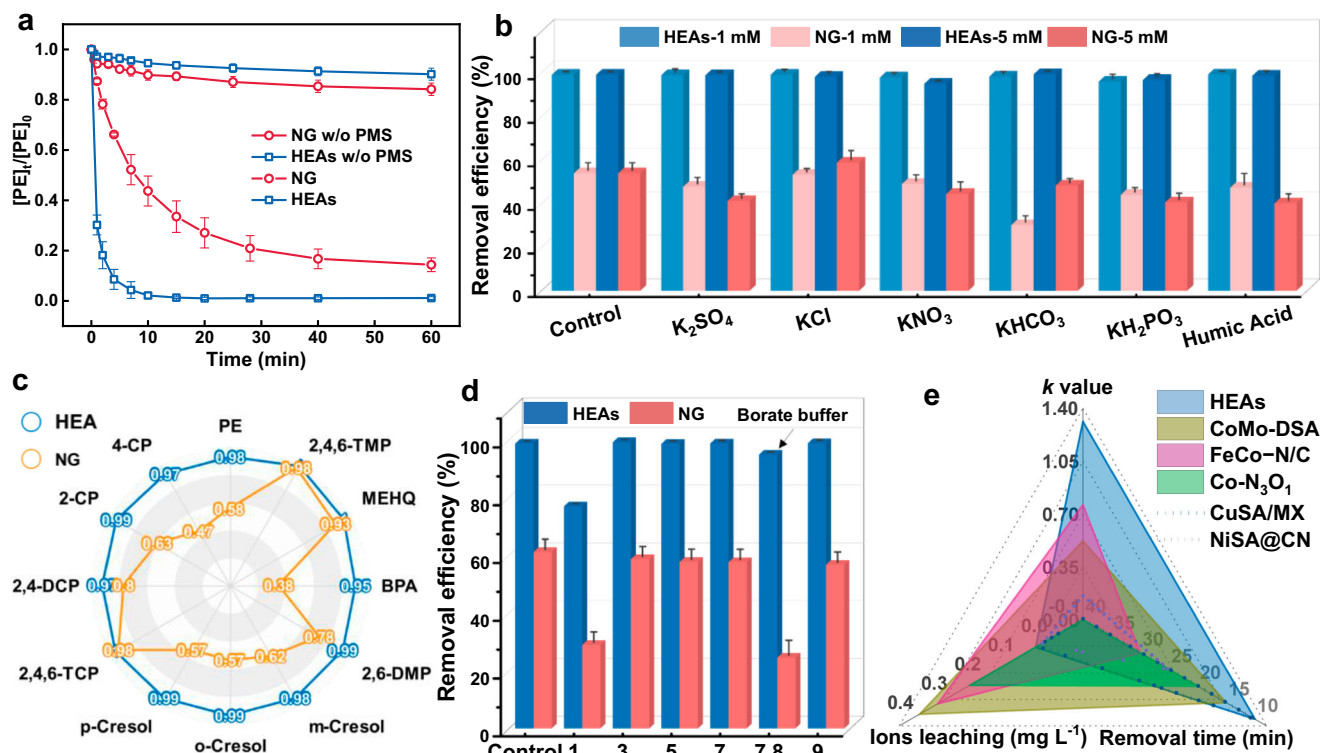 a
[PE]t/[PE]0
1.0
0.8
0.6
0.4
0.2
0.0
NG w/o PMS
HEAs w/o PMS
NG
HEAs
0 10 20 30 40 50 60
Time (min)
b
HEAs-1 mM NG-1 mM HEAs-5 mM NG-5 mM
Removal efficiency (%)
100
80
60
40
20
0
Control K₂SO₄ KCl KNO₃ KHCO₃ KH₂PO₃ Humic Acid
c
HEA
NG
PE
2,4,6-TMP
MEHQ
BPA
2,6-DMP
m-Cresol
o-Cresol
p-Cresol
2,4,6-TCP
2,4-DCP
2-CP
4-CP
0.98
0.98
0.93
0.95
0.99
0.98
0.99
0.99
0.98
0.99
0.97
0.58
0.38
0.78
0.62
0.57
0.57
0.8
0.63
0.47
d
HEAs NG
Borate buffer
Removal efficiency (%)
100
80
60
40
20
0
Control 1 3 5 7 7.8 9
e
k value
1.40
1.05
0.70
0.35
HEAs
CoMo-DSA
FeCo−N/C
Co-N₃O₁
CuSA/MX
NiSA@CN
0.0
0.1
0.2
0.3
0.4
40
35
30
25
20
15
10
Ions leaching (mg L⁻¹)
Removal time (min)